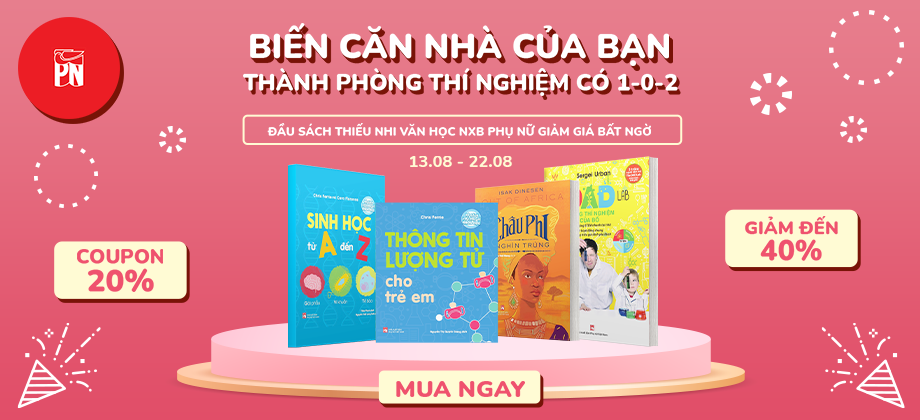 PN
BIẾN CĂN NHÀ CỦA BẠN
THÀNH PHÒNG THÍ NGHIỆM CÓ 1-0-2
ĐẦU SÁCH THIẾU NHI VĂN HỌC NXB PHỤ NỮ GIẢM GIÁ BẤT NGỜ
13.08 - 22.08
COUPON
20%
GIẢM ĐẾN
40%
SINH HỌC
từ A đến Z
Chris Ferrie
THÔNG TIN
LƯỢNG TỬ
cho
trẻ em
ISAK DINESEN
OUT OF AFRICA
Châu Phi
NGHÌN TRÙNG
Sergei Urban
LAB
MUA NGAY